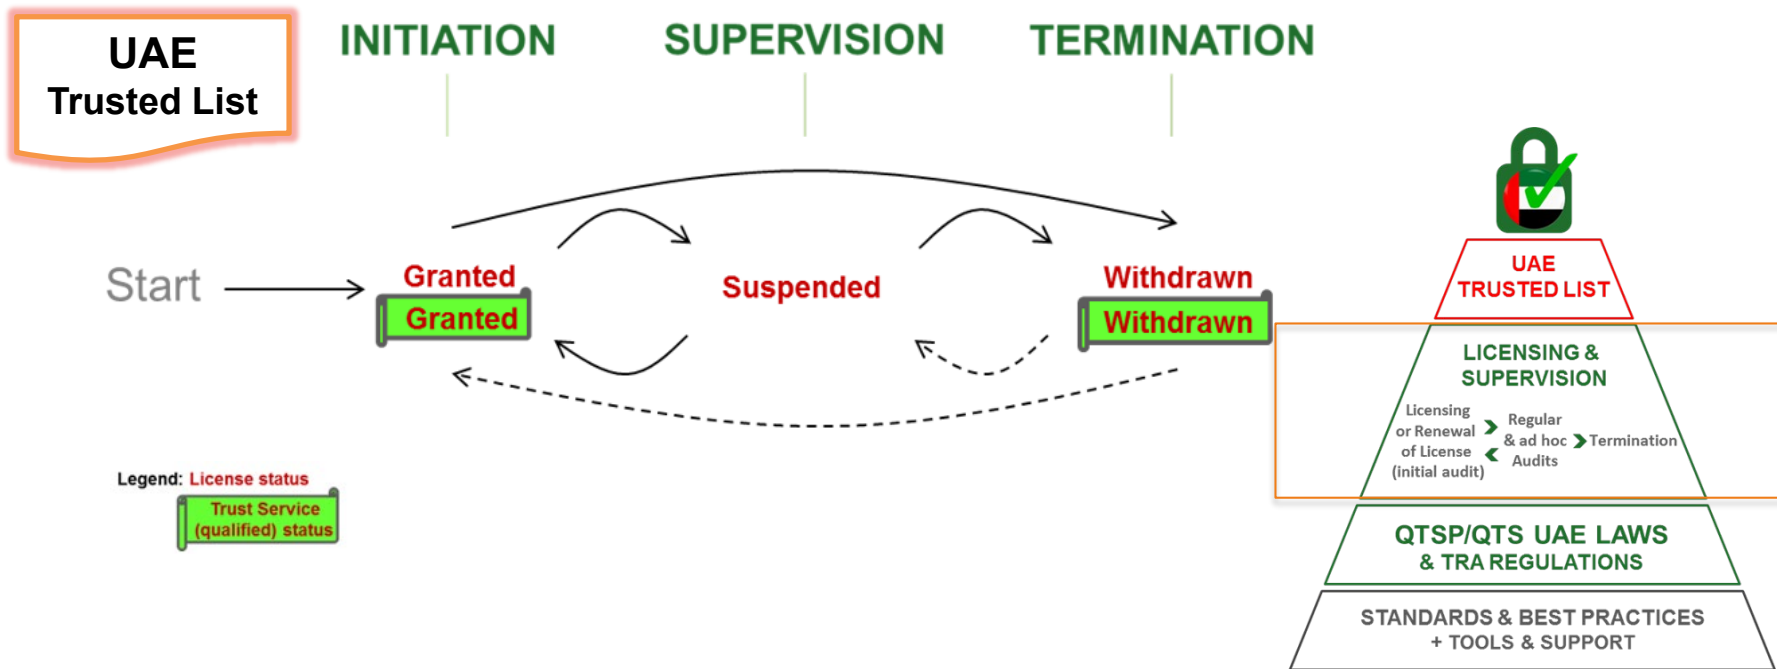 UAE
Trusted List
INITIATION
SUPERVISION
TERMINATION
Start
Granted
Granted
Suspended
Withdrawn
Withdrawn
Legend: License status
Trust Service
(qualified) status
UAE
TRUSTED LIST
LICENSING &
SUPERVISION
Licensing
or Renewal
of License
(initial audit)
Regular
& ad hoc
Audits
Termination
QTSP/QTS UAE LAWS
& TRA REGULATIONS
STANDARDS & BEST PRACTICES
+ TOOLS & SUPPORT